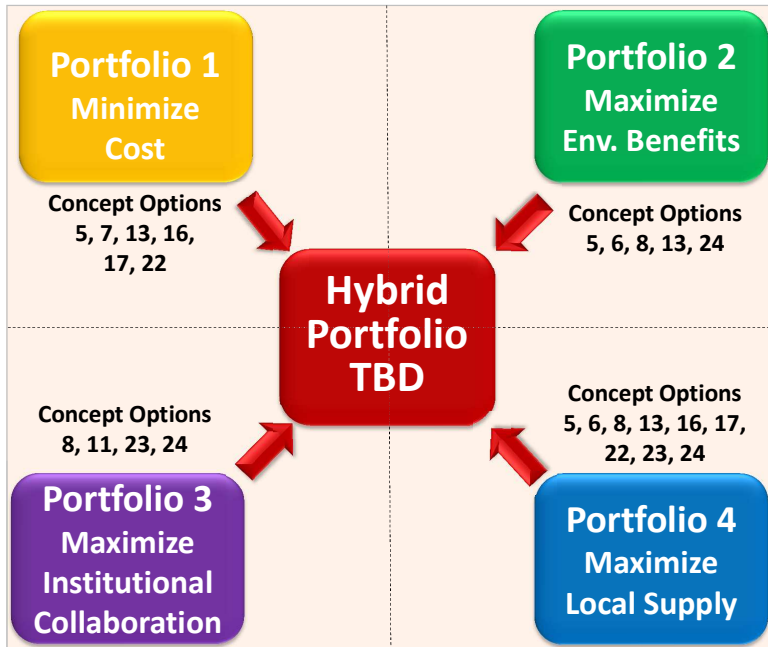 Portfolio 1
Minimize
Cost
Concept Options
5, 7, 13, 16,
17, 22
Portfolio 2
Maximize
Env. Benefits
Concept Options
5, 6, 8, 13, 24
Hybrid
Portfolio
TBD
Concept Options
8, 11, 23, 24
Portfolio 3
Maximize
Institutional
Collaboration
Concept Options
5, 6, 8, 13, 16, 17,
22, 23, 24
Portfolio 4
Maximize
Local Supply